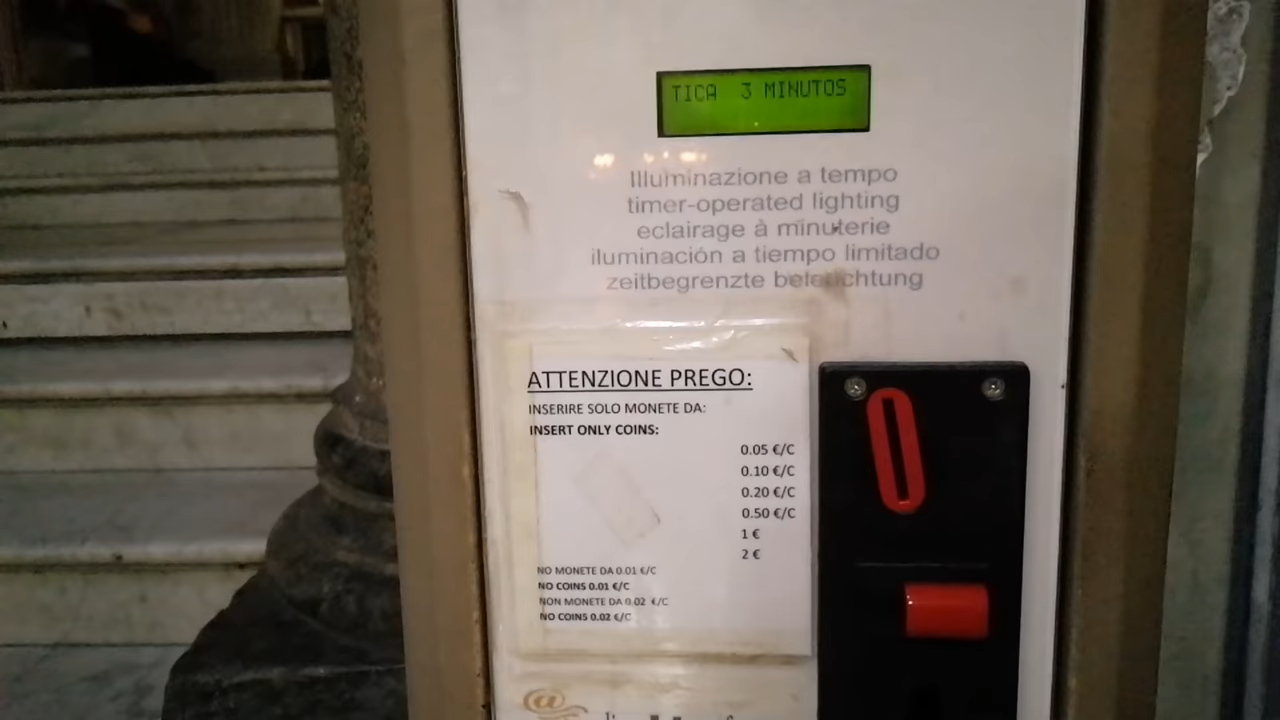 TICA 3 MINUTOS
Illuminazione a tempo
timer-operated lighting
eclairage à minuterie
iluminación a tiempo limitado
zeitbegrenzte beleuchtung
ATTENZIONE PREGO:
INSERIRE SOLO MONETE DA:
INSERT ONLY COINS:
0.05 €/C
0.10 €/C
0.20 €/C
0.50 €/C
1 €
2 €
NO MONETE DA 0.01 €/C
NO COINS 0.01 €/C
NON MONETE DA 0.02 €/C
NO COINS 0.02 €/C
@